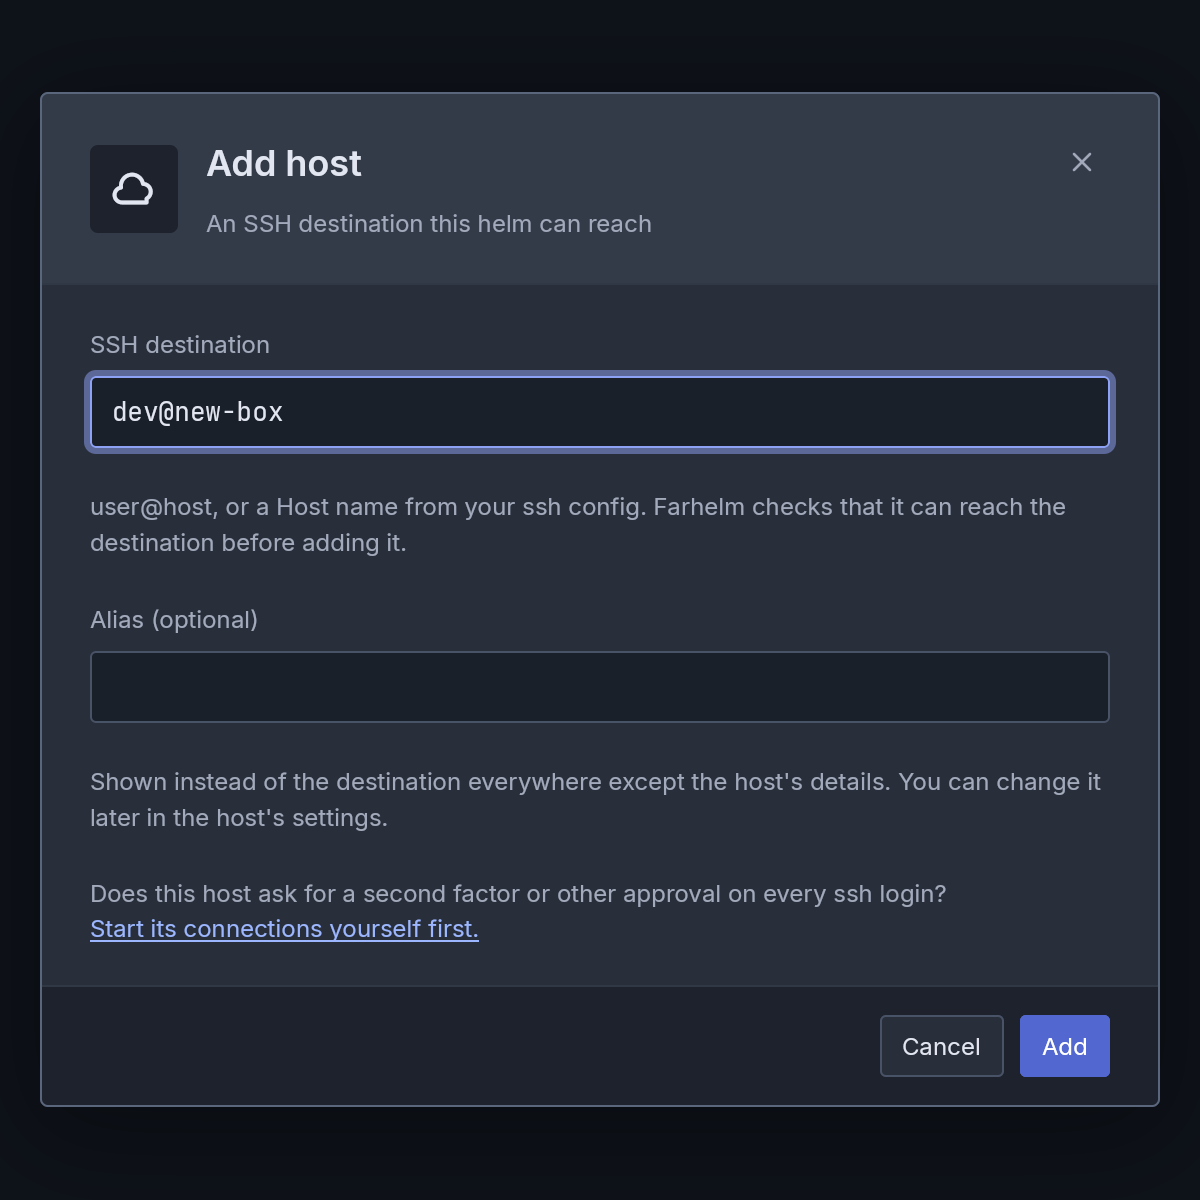 Add host
An SSH destination this helm can reach
SSH destination
dev@new-box
user@host, or a Host name from your ssh config. Farhelm checks that it can reach the
destination before adding it.
Alias (optional)
Shown instead of the destination everywhere except the host's details. You can change it
later in the host's settings.
Does this host ask for a second factor or other approval on every ssh login?
Start its connections yourself first.
Cancel
Add